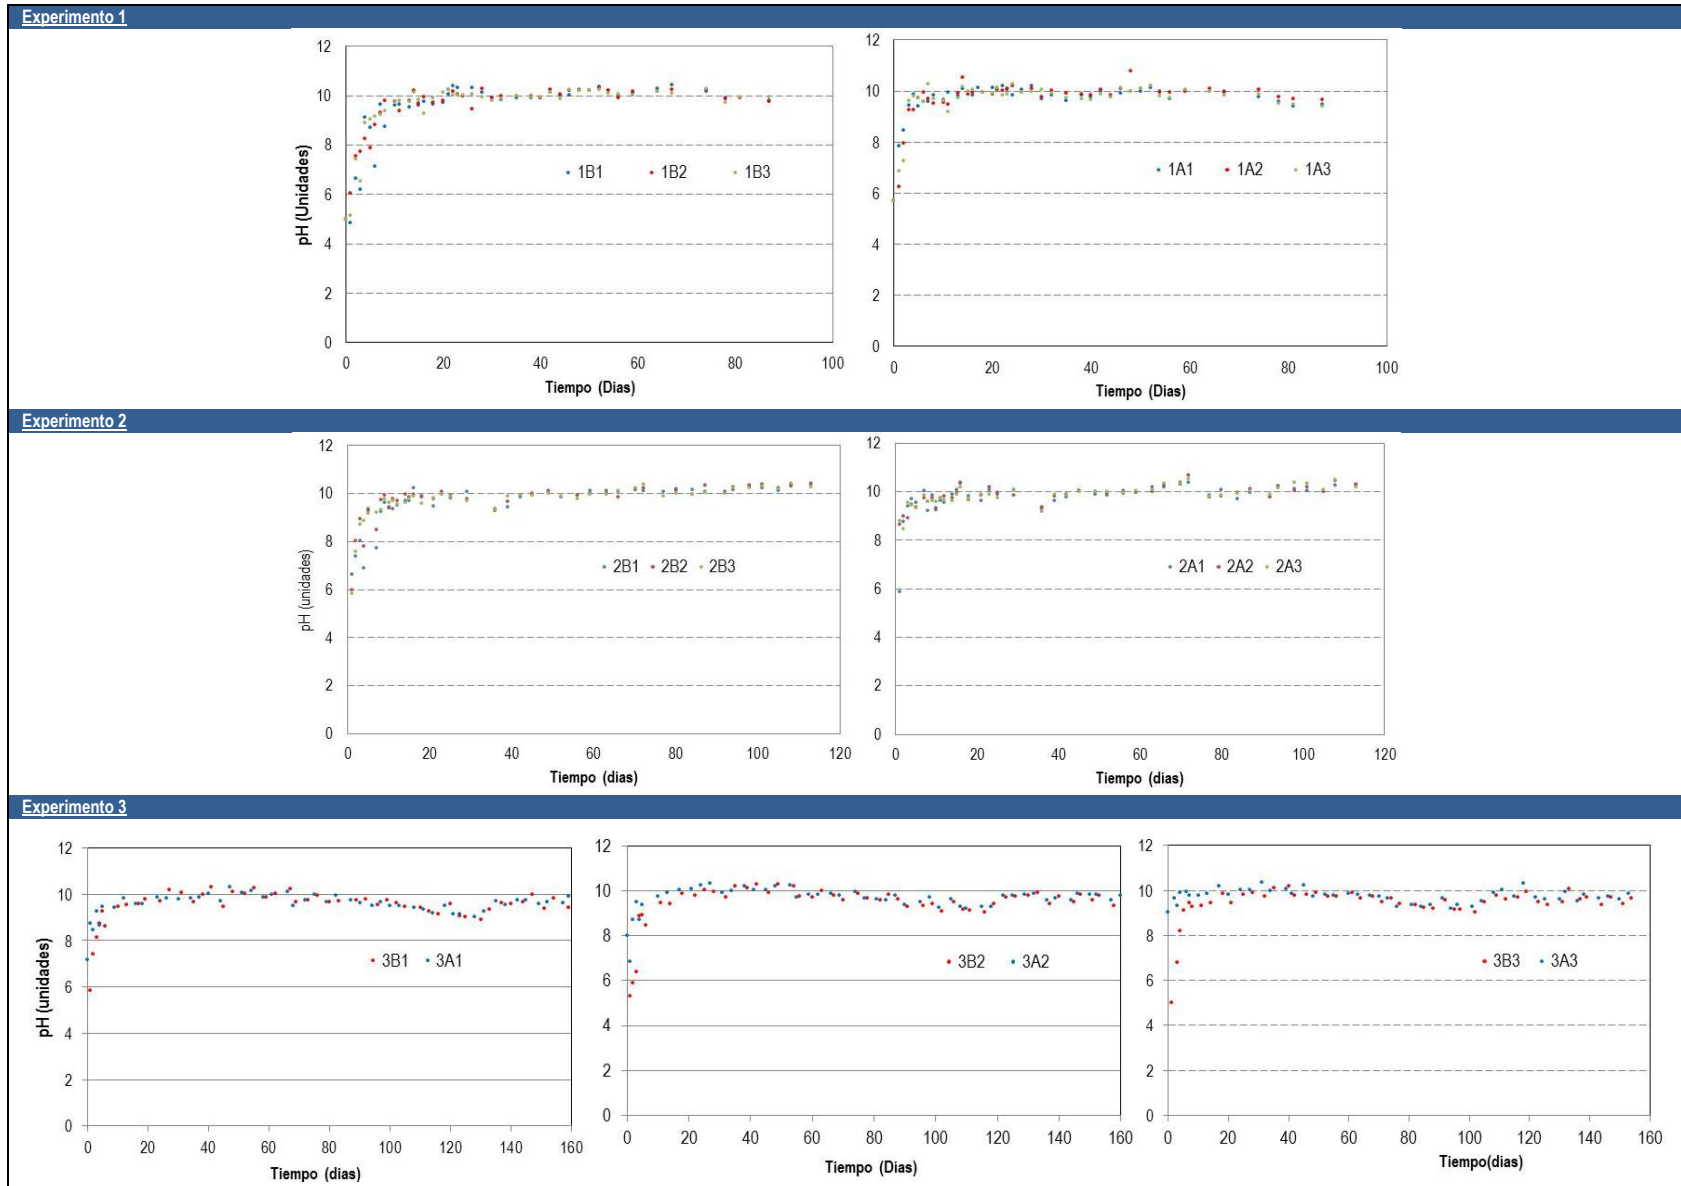 Experimento 1
12
10
8
6
4
2
0
pH (Unidades)
1B1 1B2 1B3
0 20 40 60 80 100
Tiempo (Dias)
12
10
8
6
4
2
0
1A1 1A2 1A3
0 20 40 60 80 100
Tiempo (Dias)
Experimento 2
12
10
8
6
4
2
0
pH (unidades)
2B1 2B2 2B3
0 20 40 60 80 100 120
Tiempo (dias)
12
10
8
6
4
2
0
2A1 2A2 2A3
0 20 40 60 80 100 120
Tiempo (dias)
Experimento 3
12
10
8
6
4
2
0
pH (unidades)
3B1 3A1
0 20 40 60 80 100 120 140 160
Tiempo (dias)
12
10
8
6
4
2
0
3B2 3A2
0 20 40 60 80 100 120 140 160
Tiempo (Dias)
12
10
8
6
4
2
0
3B3 3A3
0 20 40 60 80 100 120 140 160
Tiempo(dias)